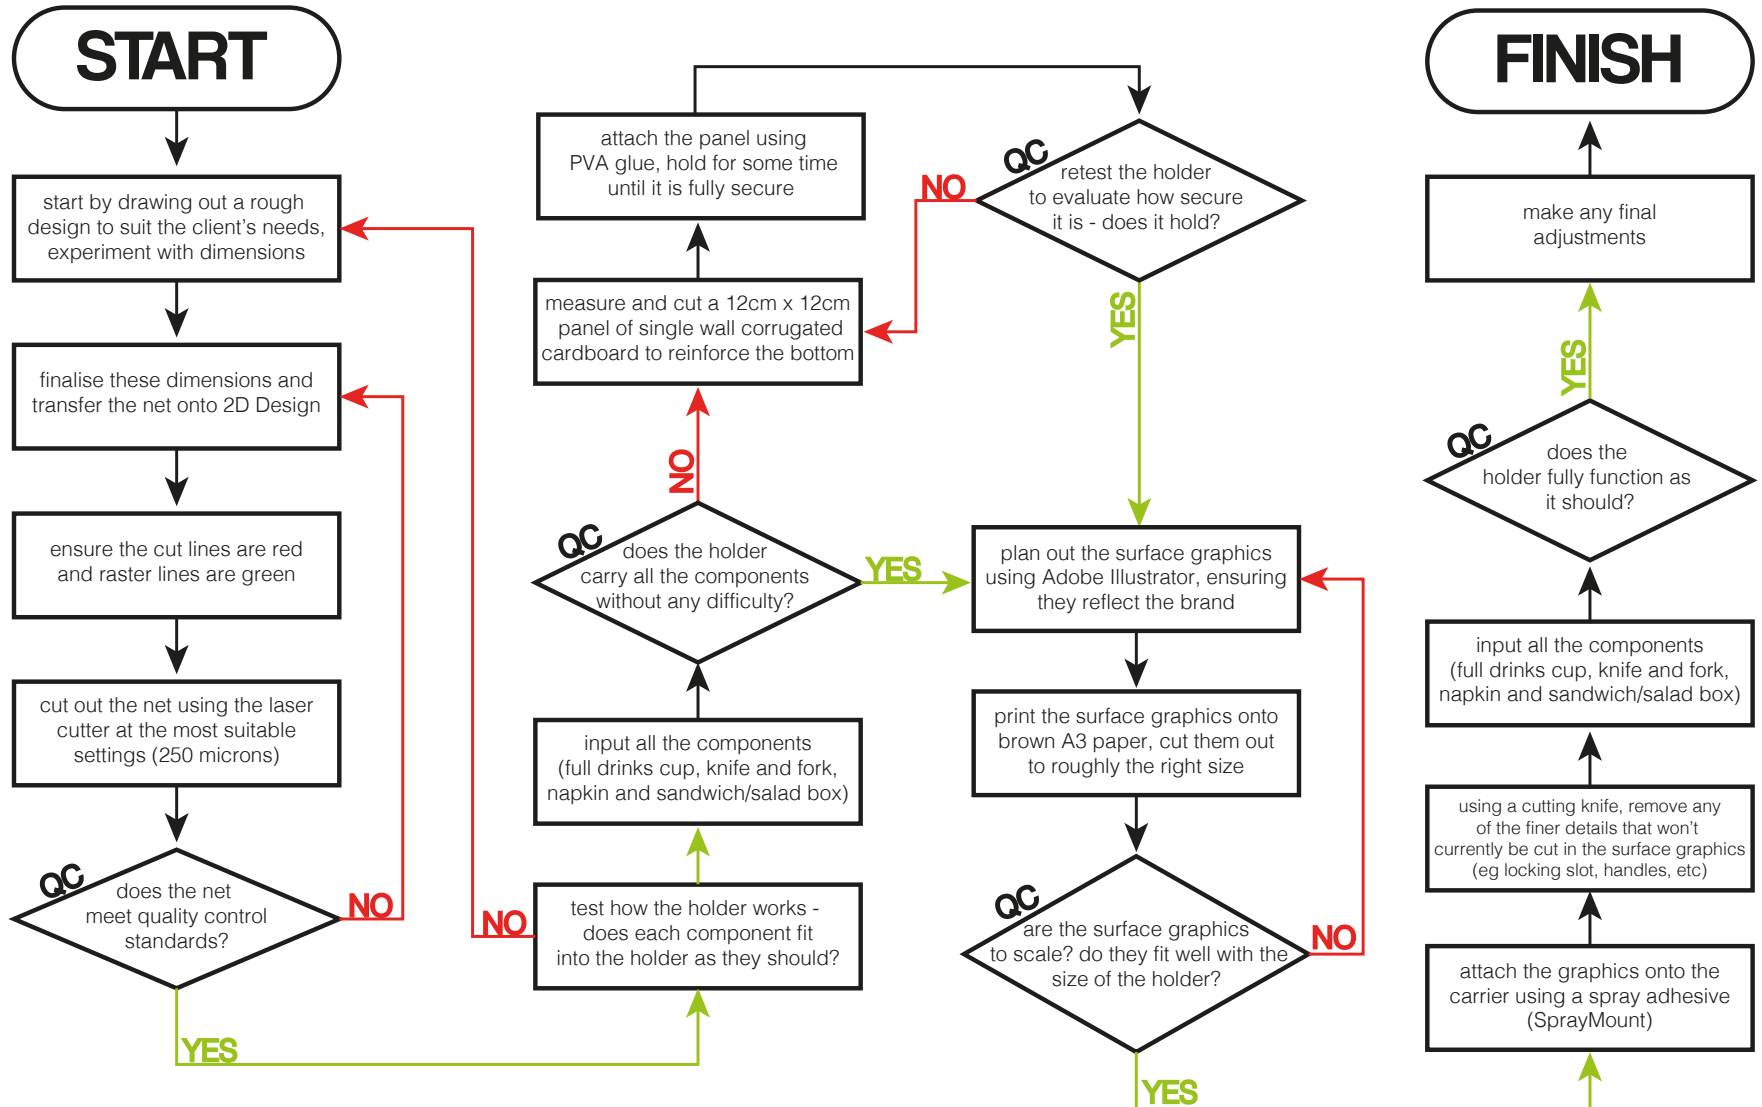 START
start by drawing out a rough
design to suit the client's needs,
experiment with dimensions
finalise these dimensions and
transfer the net onto 2D Design
ensure the cut lines are red
and raster lines are green
cut out the net using the laser
cutter at the most suitable
settings (250 microns)
QC
does the net
meet quality control
standards?
NO
YES
attach the panel using
PVA glue, hold for some time
until it is fully secure
measure and cut a 12cm x 12cm
panel of single wall corrugated
cardboard to reinforce the bottom
NO
QC
does the holder
carry all the components
without any difficulty?
YES
input all the components
(full drinks cup, knife and fork,
napkin and sandwich/salad box)
NO
test how the holder works -
does each component fit
into the holder as they should?
QC
retest the holder
to evaluate how secure
it is - does it hold?
NO
YES
plan out the surface graphics
using Adobe Illustrator, ensuring
they reflect the brand
print the surface graphics onto
brown A3 paper, cut them out
to roughly the right size
QC
are the surface graphics
to scale? do they fit well with the
size of the holder?
NO
YES
FINISH
make any final
adjustments
YES
QC
does the
holder fully function as
it should?
input all the components
(full drinks cup, knife and fork,
napkin and sandwich/salad box)
using a cutting knife, remove any
of the finer details that won't
currently be cut in the surface graphics
(eg locking slot, handles, etc)
attach the graphics onto the
carrier using a spray adhesive
(SprayMount)